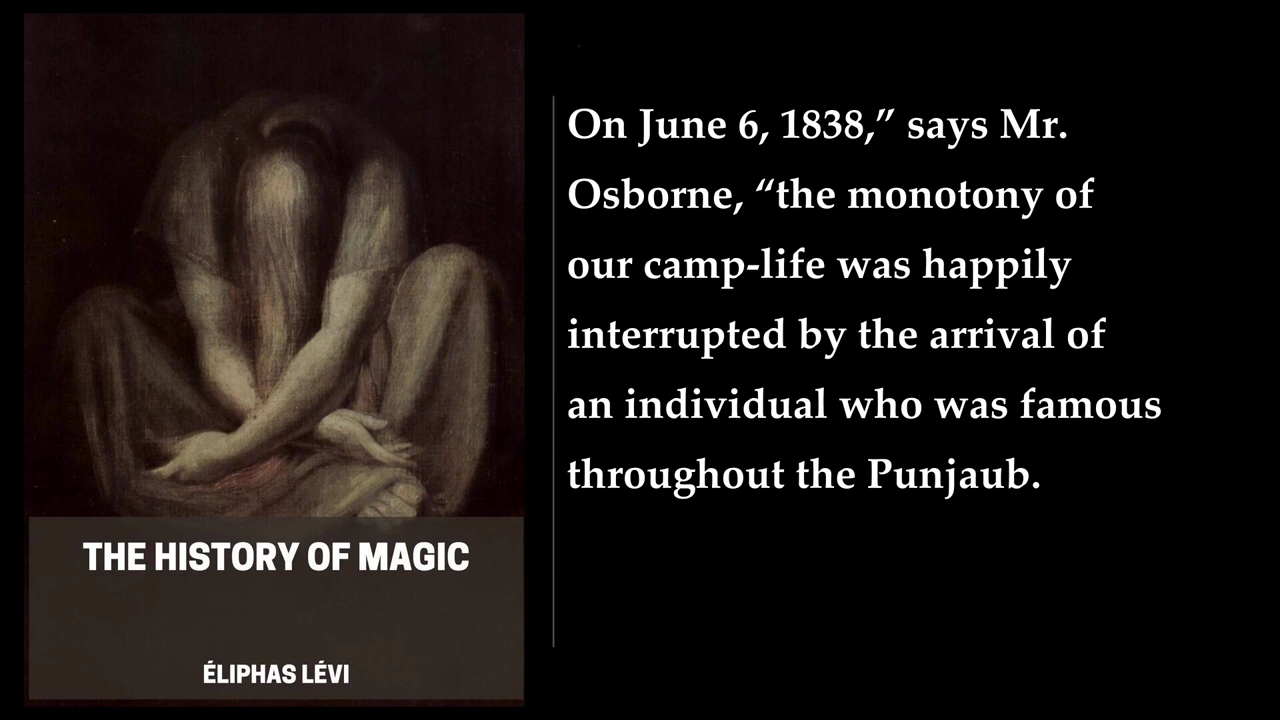 THE HISTORY OF MAGIC
ÉLIPHAS LÉVI
On June 6, 1838,” says Mr.
Osborne, “the monotony of
our camp-life was happily
interrupted by the arrival of
an individual who was famous
throughout the Punjaub.